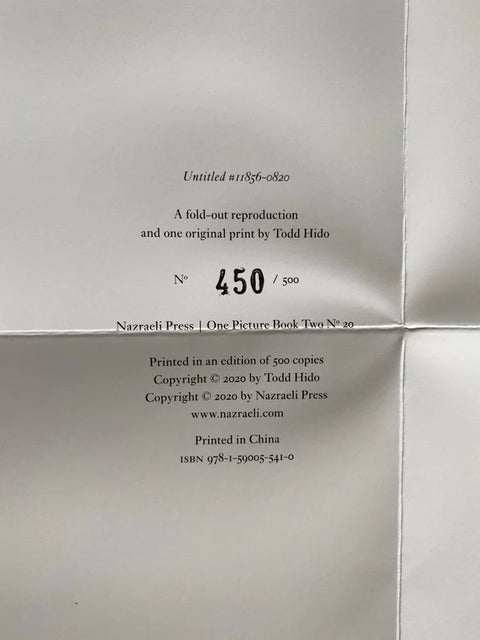 Untitled #11856-0820
A fold-out reproduction
and one original print by Todd Hido
Nº 450 / 500
Nazraeli Press | One Picture Book Two Nº 20
Printed in an edition of 500 copies
Copyright © 2020 by Todd Hido
Copyright © 2020 by Nazraeli Press
www.nazraeli.com
Printed in China
ISBN 978-1-59005-541-0